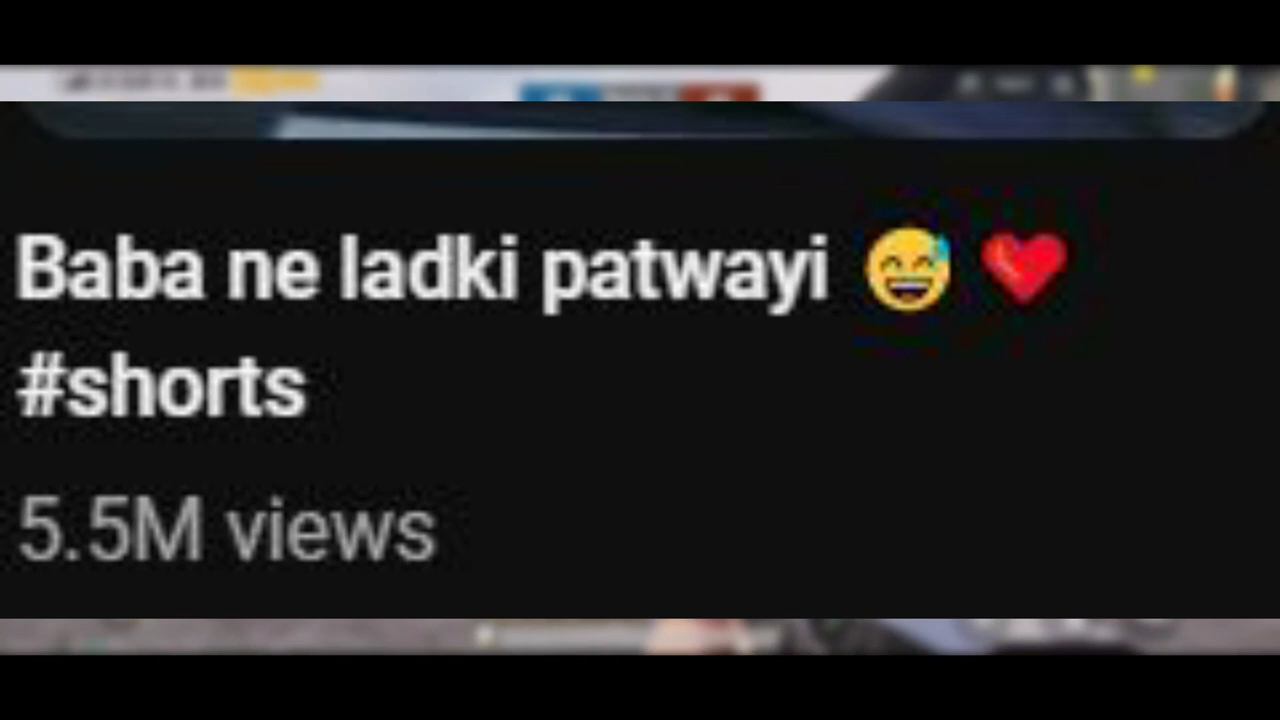 Baba ne ladki patwayi 😅 ❤️
#shorts
5.5M views